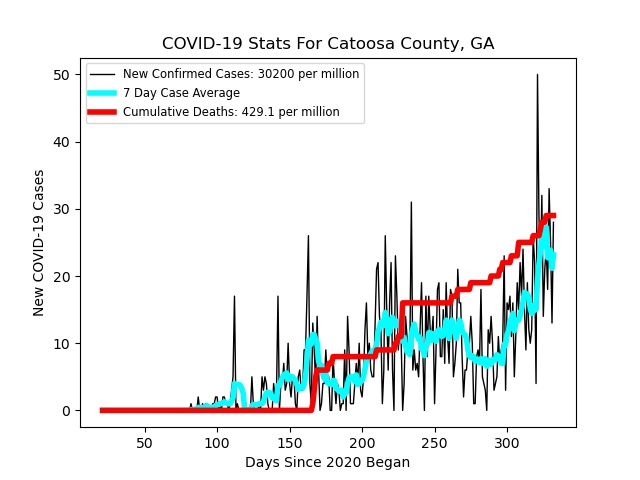 COVID-19 Stats For Catoosa County, GA
New Confirmed Cases: 30200 per million
7 Day Case Average
Cumulative Deaths: 429.1 per million
New COVID-19 Cases
50
40
30
20
10
0
50 100 150 200 250 300
Days Since 2020 Began